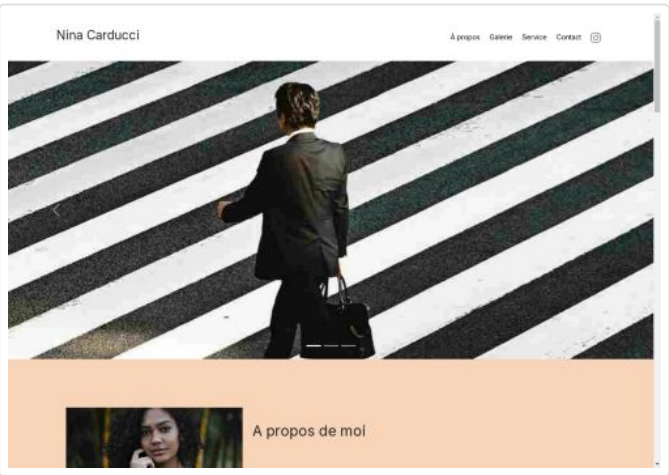 Nina Carducci
À propos Galerie Service Contact
A propos de moi